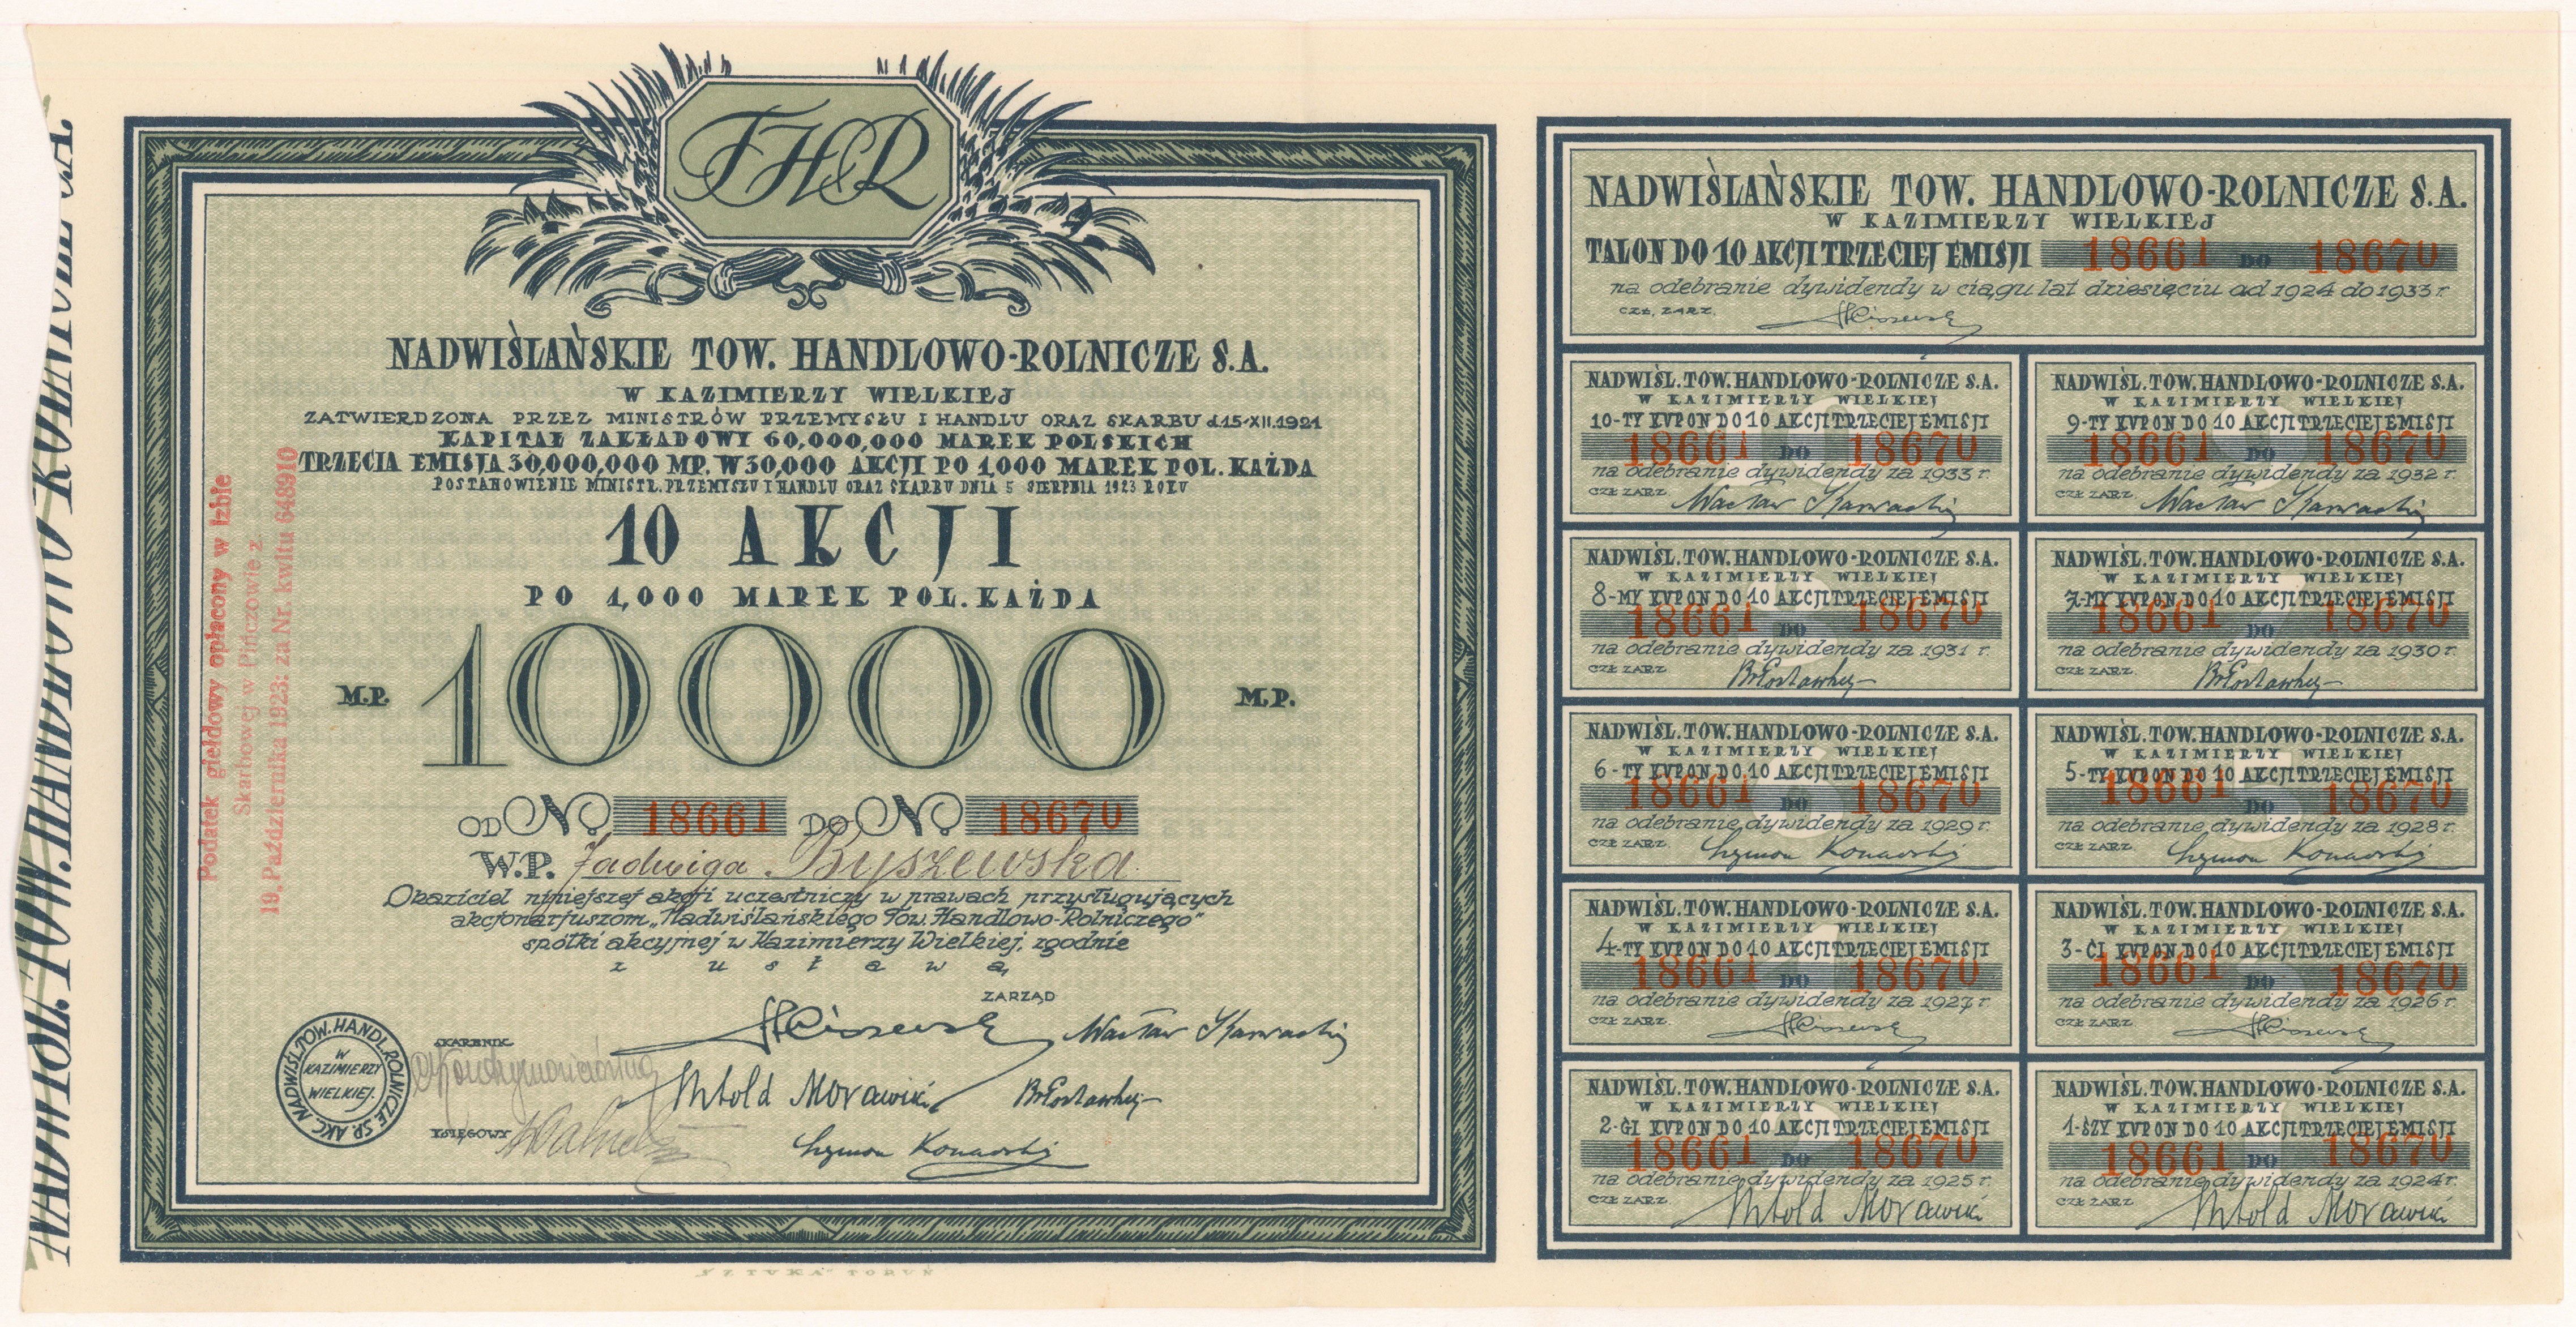 NADWIŚL. TOW. HANDLOWO-ROLNICZE S.A.
Podatek giełdowy opłacony w Izbie
Skarbowej w Pińczowie z
19. Października 1923: za Nr. kwitu 648910
THR
NADWIŚLAŃSKIE TOW. HANDLOWO-ROLNICZE S.A.
W KAZIMIERZY WIELKIEJ
ZATWIERDZONA PRZEZ MINISTRÓW PRZEMYSŁU I HANDLU ORAZ SKARBU d.15-XII.1921
KAPITAŁ ZAKŁADOWY 60,000,000 MAREK POLSKICH
TRZECIA EMISJA 30,000,000 MP. W 30,000 AKCJI PO 1,000 MAREK POL. KAŻDA
POSTANOWIENIE MINISTR. PRZEMYSŁU I HANDLU ORAZ SKARBU DNIA 5 SIERPNIA 1923 ROKU
10 AKCJI
PO 1,000 MAREK POL. KAŻDA
M.P. 10000 M.P.
OD No 18661 DO No 18670
W.P. Jadwiga Byszewska
Okaziciel niniejszej akcji uczestniczy w prawach przysługujących
akcjonarjuszom „Nadwiślańskiego Tow. Handlowo-Rolniczego"
spółki akcyjnej w Kazimierzy Wielkiej, zgodnie
z ustawą
ZARZĄD
SKARBNIK
Witold Morawski
KSIĘGOWY
Szymon Konarski
NADWIŚL. TOW. HANDL. ROLNICZE SP. AKC.
W
KAZIMIERZY
WIELKIEJ.
"SZTUKA" TORUŃ
NADWIŚLAŃSKIE TOW. HANDLOWO-ROLNICZE S.A.
W KAZIMIERZY WIELKIEJ
TALON DO 10 AKCJI TRZECIEJ EMISJI 18661 DO 18670
na odebranie dywidendy w ciągu lat dziesięciu od 1924 do 1933 r
CZŁ. ZARZ.
NADWIŚL. TOW. HANDLOWO-ROLNICZE S.A.
W KAZIMIERZY WIELKIEJ
10-TY KUPON DO 10 AKCJI TRZECIEJ EMISJI
18661 DO 18670
na odebranie dywidendy za 1933 r.
CZŁ ZARZ. Wacław
NADWIŚL. TOW. HANDLOWO-ROLNICZE S.A.
W KAZIMIERZY WIELKIEJ
9-TY KUPON DO 10 AKCJI TRZECIEJ EMISJI
18661 DO 18670
na odebranie dywidendy za 1932 r.
CZŁ ZARZ. Wacław
NADWIŚL. TOW. HANDLOWO-ROLNICZE S.A.
W KAZIMIERZY WIELKIEJ
8-MY KUPON DO 10 AKCJI TRZECIEJ EMISJI
18661 DO 18670
na odebranie dywidendy za 1931 r.
CZŁ ZARZ.
NADWIŚL. TOW. HANDLOWO-ROLNICZE S.A.
W KAZIMIERZY WIELKIEJ
7-MY KUPON DO 10 AKCJI TRZECIEJ EMISJI
18661 DO 18670
na odebranie dywidendy za 1930 r.
CZŁ ZARZ.
NADWIŚL. TOW. HANDLOWO-ROLNICZE S.A.
W KAZIMIERZY WIELKIEJ
6-TY KUPON DO 10 AKCJI TRZECIEJ EMISJI
18661 DO 18670
na odebranie dywidendy za 1929 r.
CZŁ ZARZ. Szymon Konarski
NADWIŚL. TOW. HANDLOWO-ROLNICZE S.A.
W KAZIMIERZY WIELKIEJ
5-TY KUPON DO 10 AKCJI TRZECIEJ EMISJI
18661 DO 18670
na odebranie dywidendy za 1928 r.
CZŁ ZARZ. Szymon Konarski
NADWIŚL. TOW. HANDLOWO-ROLNICZE S.A.
W KAZIMIERZY WIELKIEJ
4-TY KUPON DO 10 AKCJI TRZECIEJ EMISJI
18661 DO 18670
na odebranie dywidendy za 1927 r.
CZŁ ZARZ.
NADWIŚL. TOW. HANDLOWO-ROLNICZE S.A.
W KAZIMIERZY WIELKIEJ
3-CI KUPON DO 10 AKCJI TRZECIEJ EMISJI
18661 DO 18670
na odebranie dywidendy za 1926 r.
CZŁ ZARZ.
NADWIŚL. TOW. HANDLOWO-ROLNICZE S.A.
W KAZIMIERZY WIELKIEJ
2-GI KUPON DO 10 AKCJI TRZECIEJ EMISJI
18661 DO 18670
na odebranie dywidendy za 1925 r.
CZŁ ZARZ. Witold Morawski
NADWIŚL. TOW. HANDLOWO-ROLNICZE S.A.
W KAZIMIERZY WIELKIEJ
1-SZY KUPON DO 10 AKCJI TRZECIEJ EMISJI
18661 DO 18670
na odebranie dywidendy za 1924 r.
CZŁ ZARZ. Witold Morawski